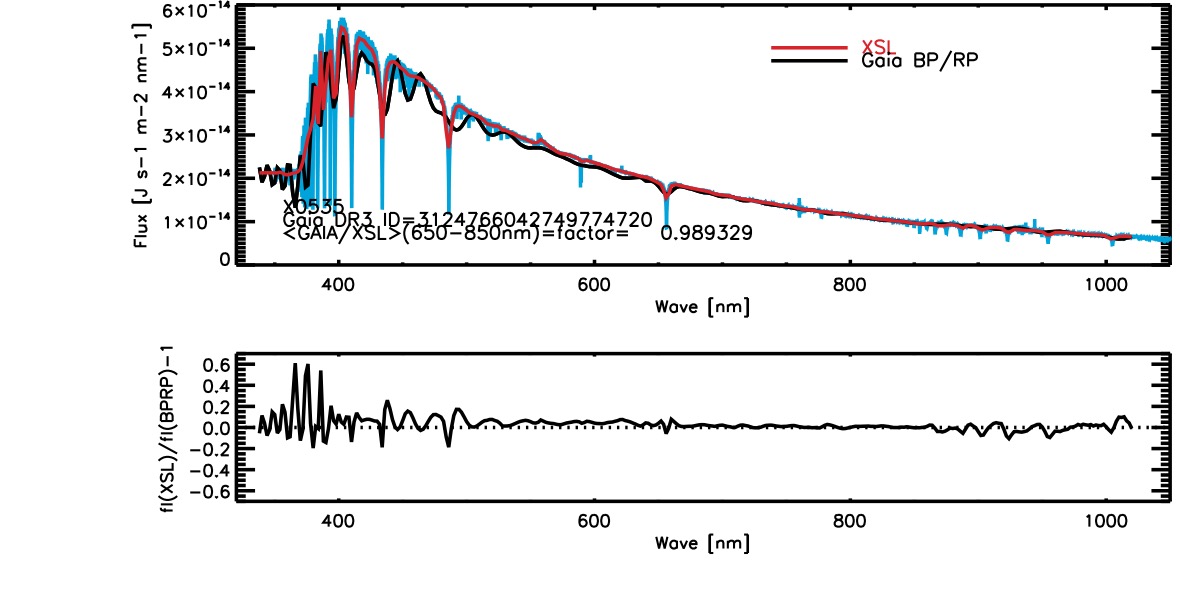 6×10−14
5×10−14
4×10−14
3×10−14
2×10−14
1×10−14
0
Flux [J s−1 m−2 nm−1]
XSL
Gaia BP/RP
X0535
Gaia DR3 ID=3124766042749774720
<GAIA/XSL>(650−850nm)=factor= 0.989329
400 600 800 1000
Wave [nm]
0.6
0.4
0.2
0.0
−0.2
−0.4
−0.6
fl(XSL)/fl(BPRP)−1
400 600 800 1000
Wave [nm]